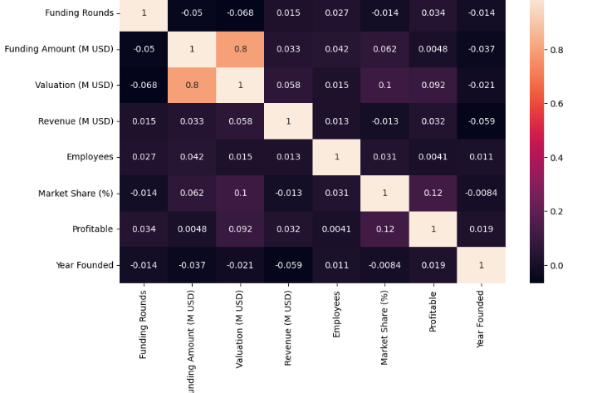 Funding Rounds 1 -0.05 -0.068 0.015 0.027 -0.014 0.034 -0.014
Funding Amount (M USD) -0.05 1 0.8 0.033 0.042 0.062 0.0048 -0.037
Valuation (M USD) -0.068 0.8 1 0.058 0.015 0.1 0.092 -0.021
Revenue (M USD) 0.015 0.033 0.058 1 0.013 -0.013 0.032 -0.059
Employees 0.027 0.042 0.015 0.013 1 0.031 0.0041 0.011
Market Share (%) -0.014 0.062 0.1 -0.013 0.031 1 0.12 -0.0084
Profitable 0.034 0.0048 0.092 0.032 0.0041 0.12 1 0.019
Year Founded -0.014 -0.037 -0.021 -0.059 0.011 -0.0084 0.019 1
Funding Rounds
unding Amount (M USD)
Valuation (M USD)
Revenue (M USD)
Employees
Market Share (%)
Profitable
Year Founded
0.8
0.6
0.4
0.2
0.0